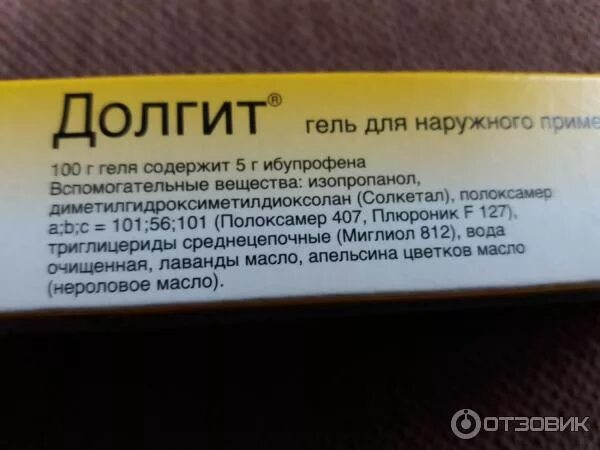 Долгит® гель для наружного
100 г геля содержит 5 г ибупрофена
Вспомогательные вещества: изопропанол,
диметилгидроксиметилдиоксолан (Солкетал), полоксамер
a;b;c = 101;56;101 (Полоксамер 407, Плюроник F 127),
триглицериды среднецепочные (Миглиол 812), вода
очищенная, лаванды масло, апельсина цветков масло
(нероловое масло).
ОТЗОВИК